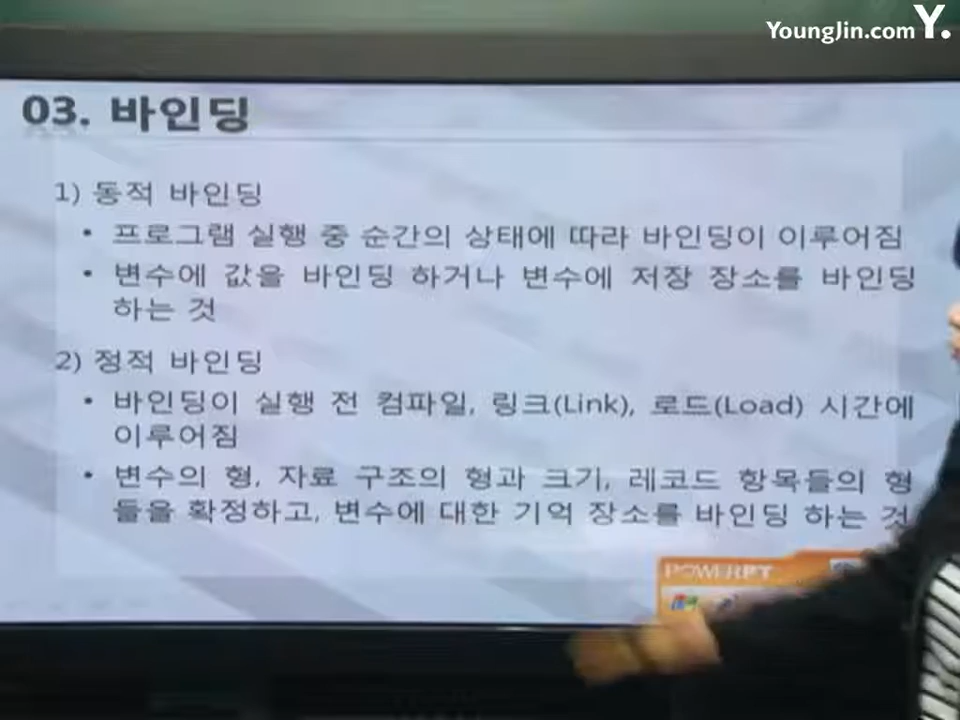 YoungJin.com Y.
03. 바인딩
1) 동적 바인딩
• 프로그램 실행 중 순간의 상태에 따라 바인딩이 이루어짐
• 변수에 값을 바인딩 하거나 변수에 저장 장소를 바인딩
하는 것
2) 정적 바인딩
• 바인딩이 실행 전 컴파일, 링크(Link), 로드(Load) 시간에
이루어짐
• 변수의 형, 자료 구조의 형과 크기, 레코드 항목들의 형
들을 확정하고, 변수에 대한 기억 장소를 바인딩 하는 것
POWERPT